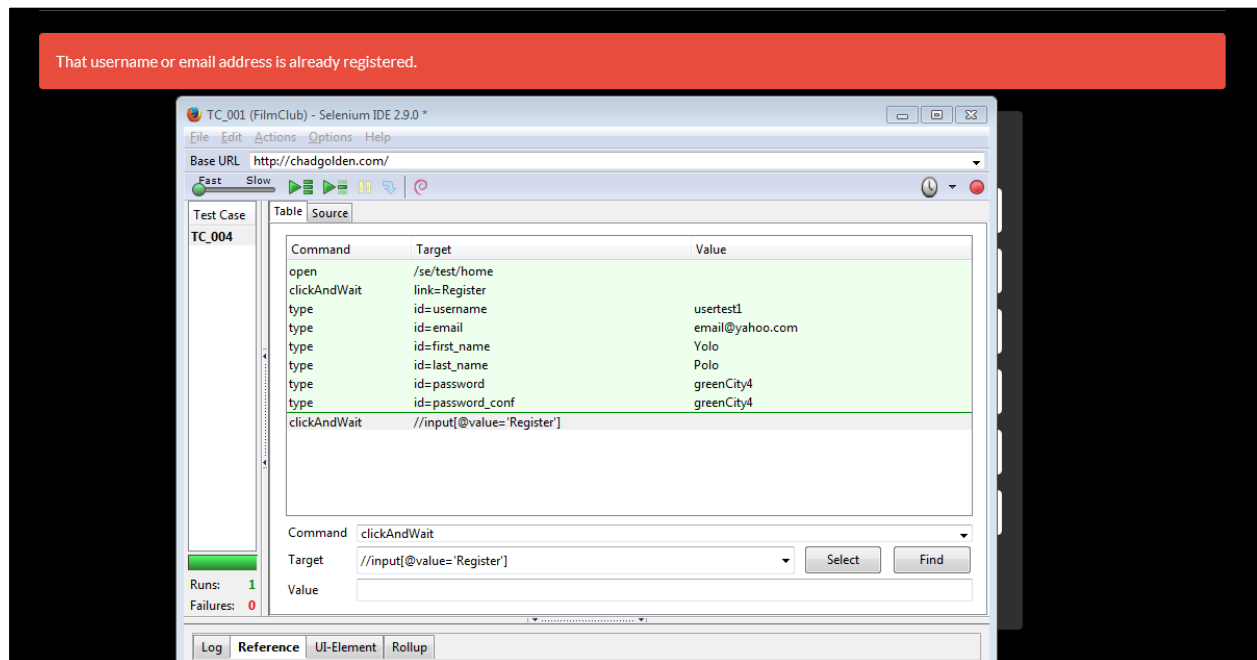 That username or email address is already registered.
TC_001 (FilmClub) - Selenium IDE 2.9.0 *
File Edit Actions Options Help
Base URL http://chadgolden.com/
Fast Slow
Test Case
Table Source
TC_004
Command Target Value
open /se/test/home
clickAndWait link=Register
type id=username usertest1
type id=email email@yahoo.com
type id=first_name Yolo
type id=last_name Polo
type id=password greenCity4
type id=password_conf greenCity4
clickAndWait //input[@value='Register']
Command clickAndWait
Target //input[@value='Register'] Select Find
Runs: 1
Value
Failures: 0
Log Reference UI-Element Rollup